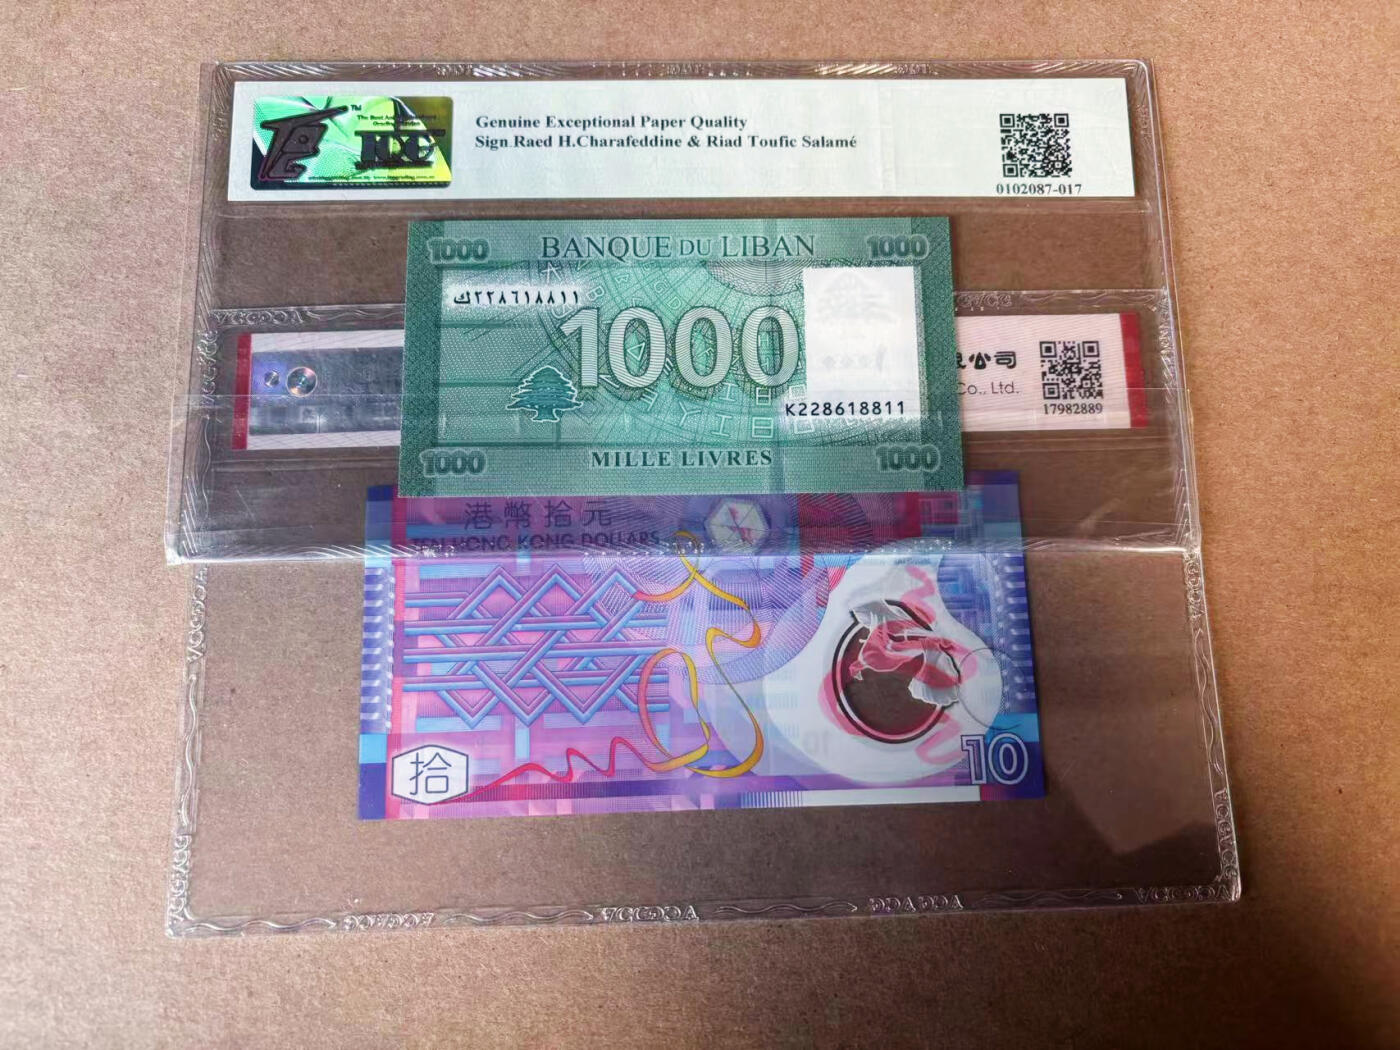 TM
Genuine Exceptional Paper Quality
Sign.Raed H.Charafeddine & Riad Toufic Salamé
0102087-017
1000 BANQUE DU LIBAN 1000
ك٢٢٨٦١٨٨١١
1000
K228618811
1000 MILLE LIVRES 1000
公司
Co., Ltd.
17982889
港幣拾元
TEN HONG KONG DOLLARS
拾
10